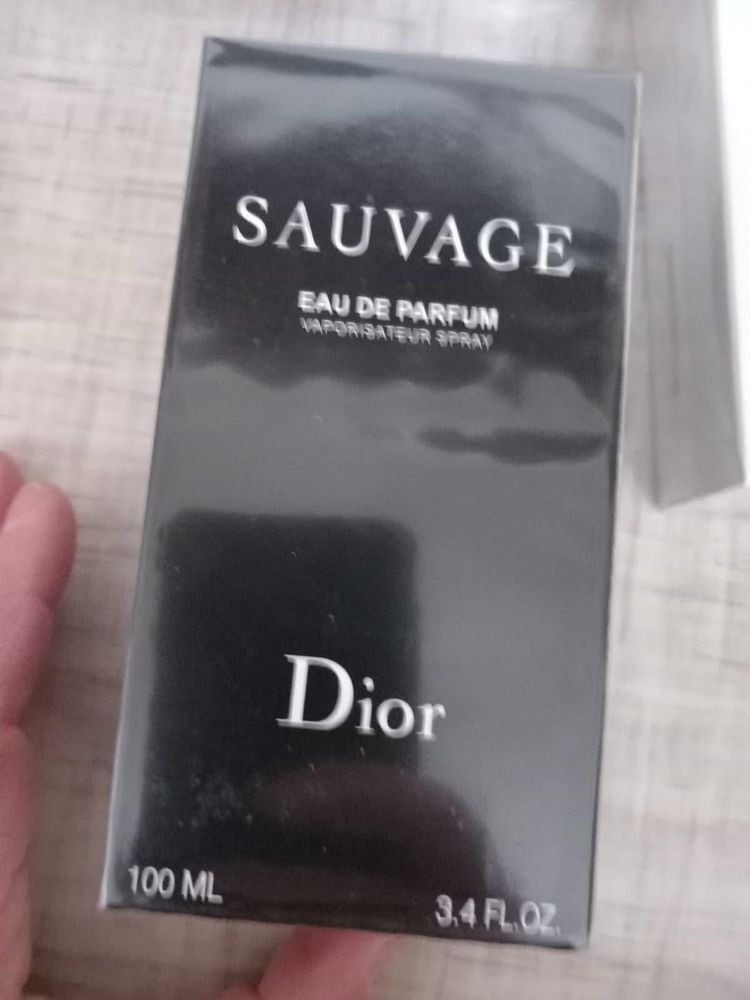 SAUVAGE
EAU DE PARFUM
VAPORISATEUR SPRAY
Dior
100 ML
3.4 FL.OZ.